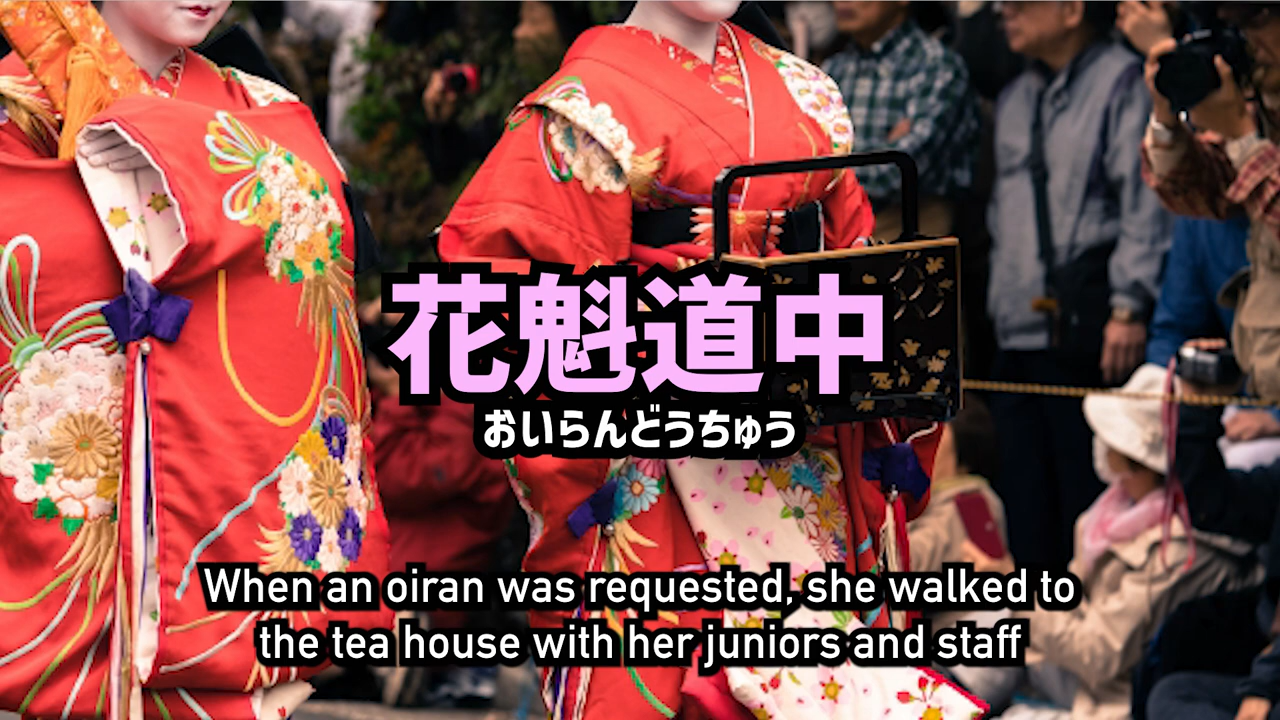 花魁道中
おいらんどうちゅう
When an oiran was requested, she walked to
the tea house with her juniors and staff